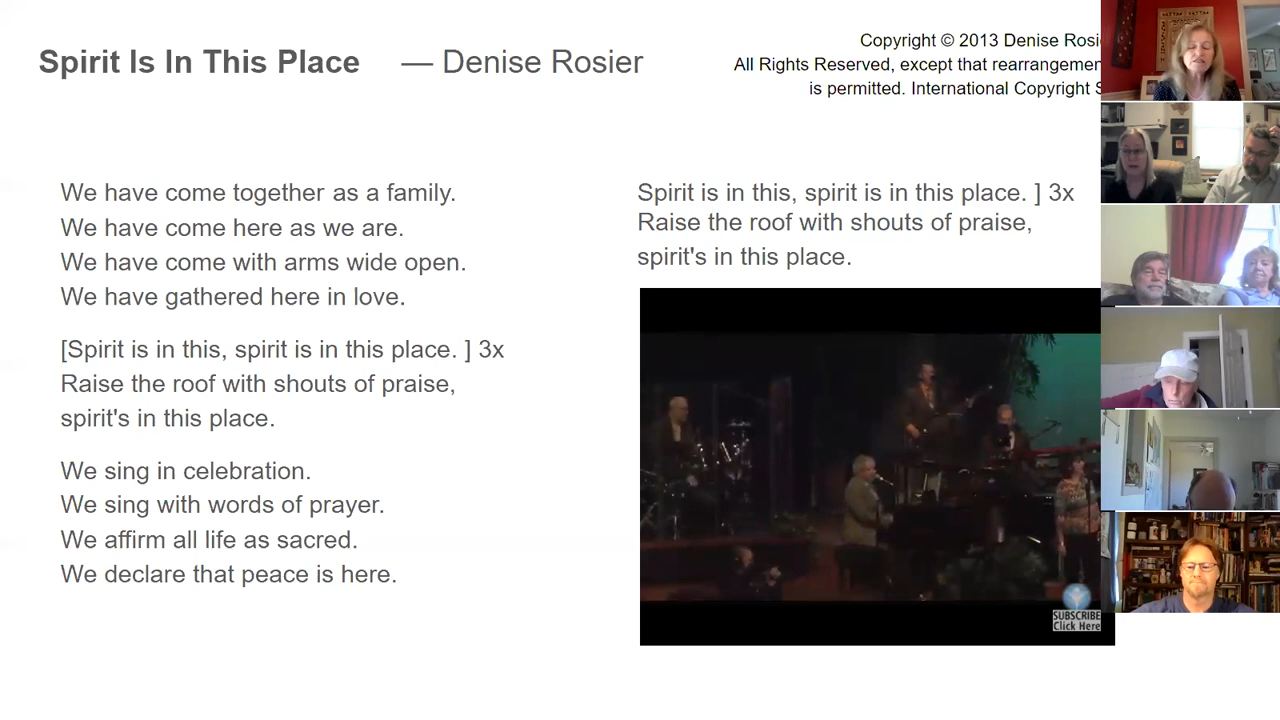 Spirit Is In This Place — Denise Rosier
Copyright © 2013 Denise
All Rights Reserved, except that
is permitted. International Copyright
We have come together as a family.
We have come here as we are.
We have come with arms wide open.
We have gathered here in love.
[Spirit is in this, spirit is in this place. ] 3x
Raise the roof with shouts of praise,
spirit's in this place.
We sing in celebration.
We sing with words of prayer.
We affirm all life as sacred.
We declare that peace is here.
Spirit is in this, spirit is in this place. ] 3x
Raise the roof with shouts of praise,
spirit's in this place.
SUBSCRIBE
Click Here